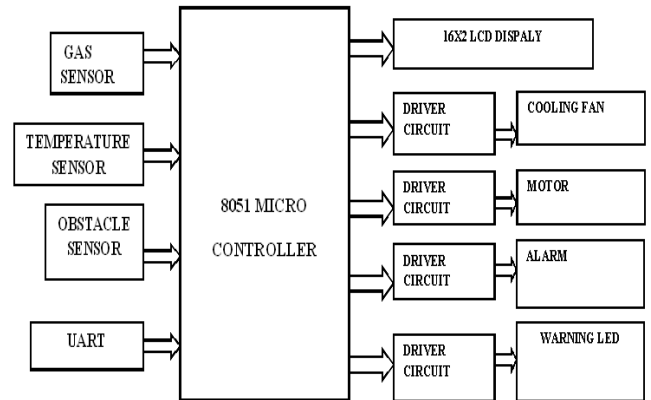 GAS
SENSOR
TEMPERATURE
SENSOR
OBSTACLE
SENSOR
UART
8051 MICRO
CONTROLLER
16X2 LCD DISPALY
DRIVER
CIRCUIT
COOLING FAN
DRIVER
CIRCUIT
MOTOR
DRIVER
CIRCUIT
ALARM
DRIVER
CIRCUIT
WARNING LED